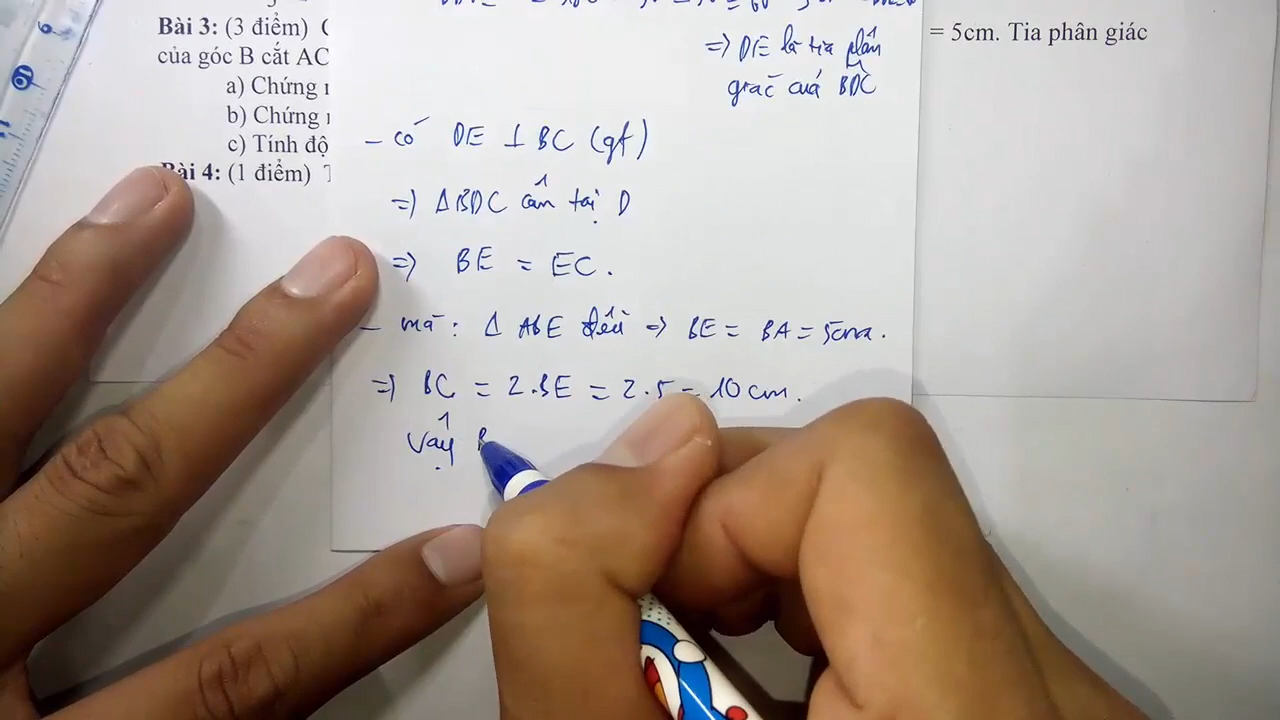 Bài 3: (3 điểm)
= 5cm. Tia phân giác
của góc B cắt AC
a) Chứng
b) Chứng
c) Tính độ
Bài 4: (1 điểm)
=> DE là tia phân
giác của BDC
- có DE ⊥ BC (gt)
=> ΔBDC cân tại D
=> BE = EC.
- mà : Δ ABE đều => BE = BA = 5cm.
=> BC = 2.BE = 2.5 = 10 cm.
Vậy B